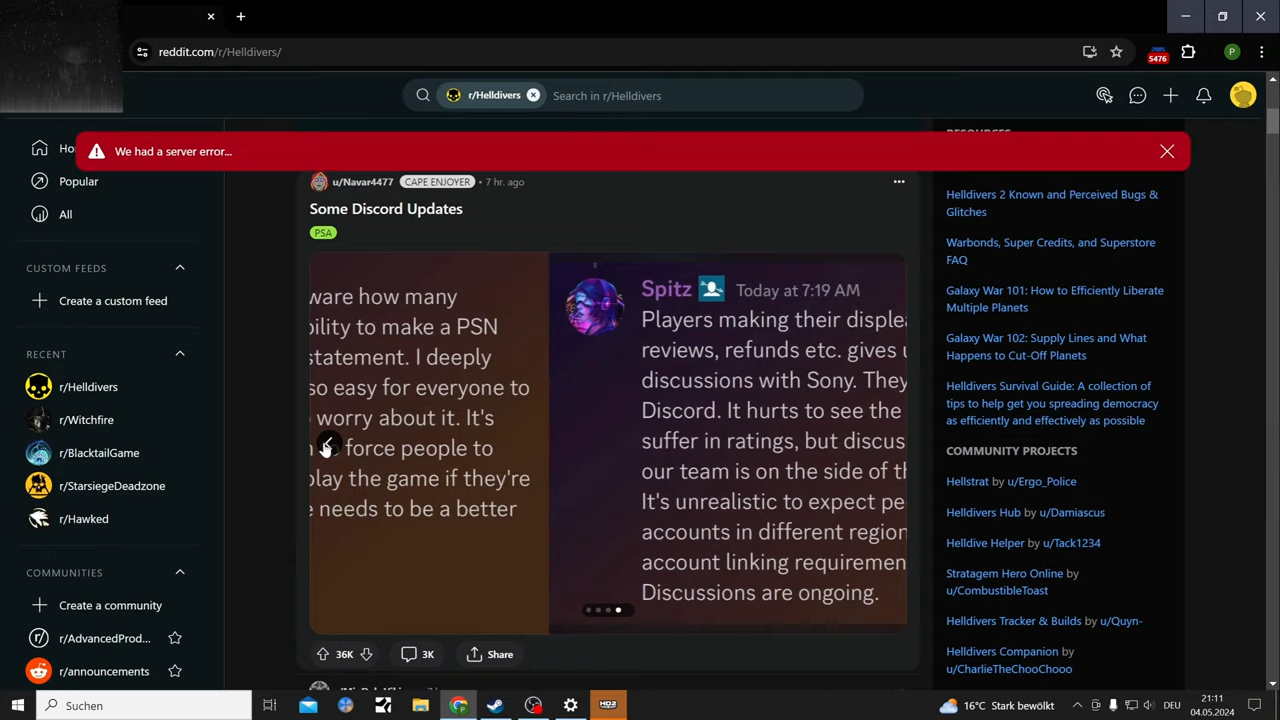 reddit.com/r/Helldivers/
5476
P
r/Helldivers
Search in r/Helldivers
We had a server error...
Ho
Popular
All
CUSTOM FEEDS
Create a custom feed
RECENT
r/Helldivers
r/Witchfire
r/BlacktailGame
r/StarsiegeDeadzone
r/Hawked
COMMUNITIES
Create a community
r/AdvancedProd...
r/announcements
u/Navar4477 CAPE ENJOYER • 7 hr. ago
Some Discord Updates
PSA
ware how many
bility to make a PSN
statement. I deeply
so easy for everyone to
worry about it. It's
force people to
play the game if they're
needs to be a better
Spitz Today at 7:19 AM
Players making their disple
reviews, refunds etc. gives
discussions with Sony. They
Discord. It hurts to see the
suffer in ratings, but discus
our team is on the side of th
It's unrealistic to expect pe
accounts in different region
account linking requiremen
Discussions are ongoing.
36K
3K
Share
RESOURCES
Helldivers 2 Known and Perceived Bugs &
Glitches
Warbonds, Super Credits, and Superstore
FAQ
Galaxy War 101: How to Efficiently Liberate
Multiple Planets
Galaxy War 102: Supply Lines and What
Happens to Cut-Off Planets
Helldivers Survival Guide: A collection of
tips to help get you spreading democracy
as efficiently and effectively as possible
COMMUNITY PROJECTS
Hellstrat by u/Ergo_Police
Helldivers Hub by u/Damiascus
Helldive Helper by u/Tack1234
Stratagem Hero Online by
u/CombustibleToast
Helldivers Tracker & Builds by u/Quyn-
Helldivers Companion by
u/CharlieTheChooChooo
Suchen
HD2
16°C Stark bewölkt
DEU
21:11
04.05.2024